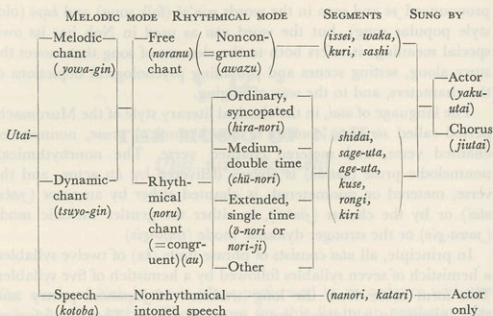 MELODIC MODE RHYTHMICAL MODE SEGMENTS SUNG BY
Melodic chant (yowa-gin)
(noranu) chant
Noncongruent (awazu)
(issei, waka, kuri, sashi)
Actor (yaku-utai)
Chorus (jiutai)
Ordinary, syncopated (hira-nori)
Medium, double time (chū-nori)
shidai, sage-uta, age-uta, kuse, rongi, kiri
Utai
Dynamic chant (tsuyo-gin)
Rhythmical (noru) chant (=congruent) (au)
Extended, single time (ō-nori or nori-ji)
Other
Speech (kotoba)
Nonrhythmical intoned speech
(nanori, katari)
Actor only